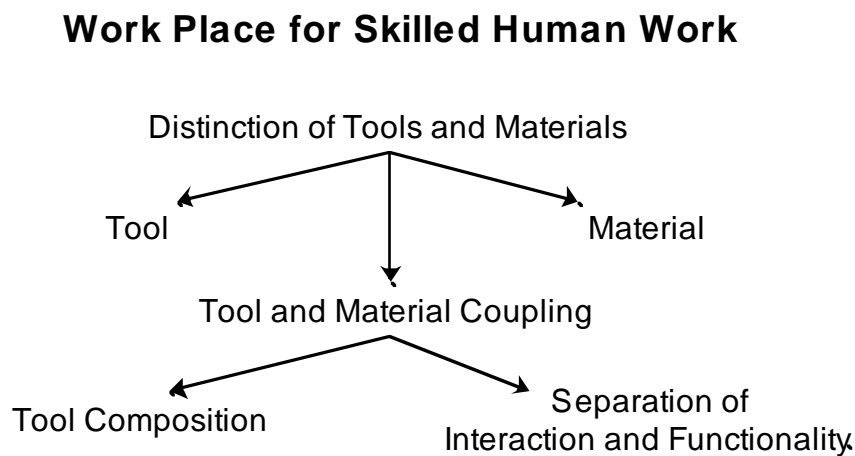 Work Place for Skilled Human Work
Distinction of Tools and Materials
Tool
Material
Tool and Material Coupling
Tool Composition
Separation of
Interaction and Functionality